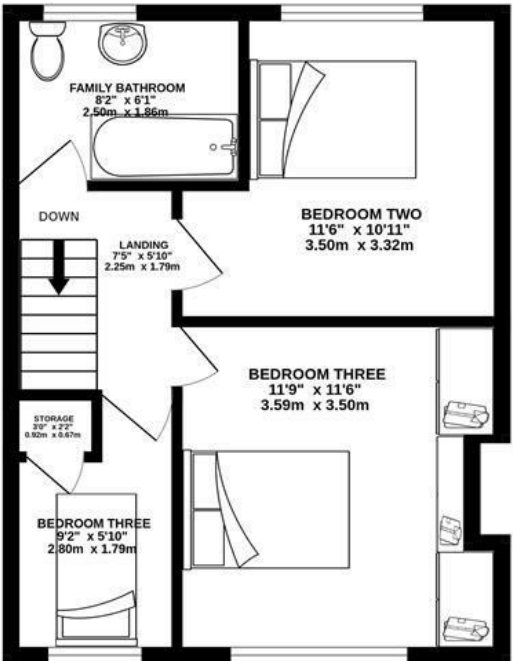 FAMILY BATHROOM
8'2" x 6'1"
2.50m x 1.86m
BEDROOM TWO
11'6" x 10'11"
3.50m x 3.32m
DOWN
LANDING
7'5" x 5'10"
2.25m x 1.79m
BEDROOM THREE
11'9" x 11'6"
3.59m x 3.50m
STORAGE
3'0" x 2'2"
0.92m x 0.67m
BEDROOM THREE
9'2" x 5'10"
2.80m x 1.79m